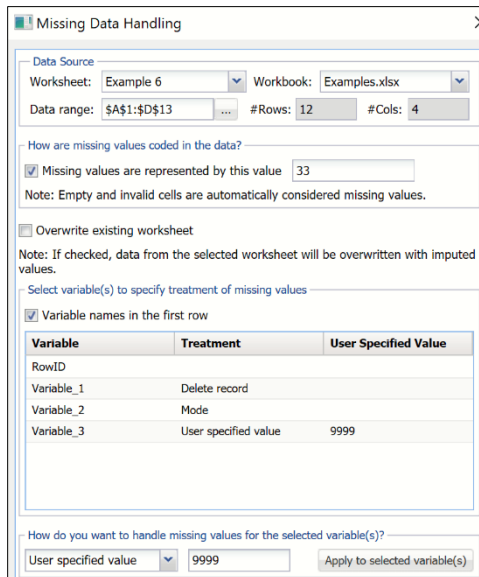 Missing Data Handling
Data Source
Worksheet: Example 6 Workbook: Examples.xlsx
Data range: $A$1:$D$13 ... #Rows: 12 #Cols: 4
How are missing values coded in the data?
Missing values are represented by this value 33
Note: Empty and invalid cells are automatically considered missing values.
Overwrite existing worksheet
Note: If checked, data from the selected worksheet will be overwritten with imputed
values.
Select variable(s) to specify treatment of missing values
Variable names in the first row
Variable Treatment User Specified Value
RowID
Variable_1 Delete record
Variable_2 Mode
Variable_3 User specified value 9999
How do you want to handle missing values for the selected variable(s)?
User specified value 9999 Apply to selected variable(s)